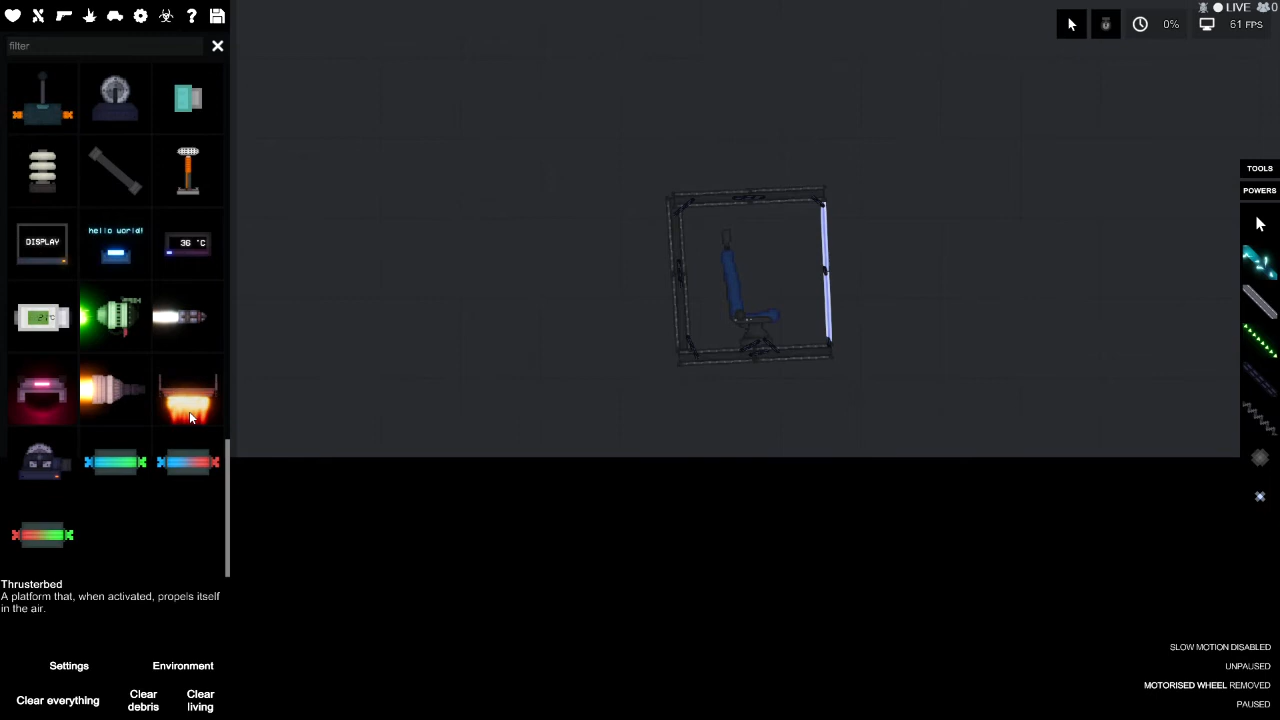 LIVE 0
filter
0%
61 FPS
TOOLS
POWERS
DISPLAY
hello world!
36 °C
Thrusterbed
A platform that, when activated, propels itself
in the air.
Settings
Environment
Clear everything
Clear
debris
Clear
living
SLOW MOTION DISABLED
UNPAUSED
MOTORISED WHEEL REMOVED
PAUSED